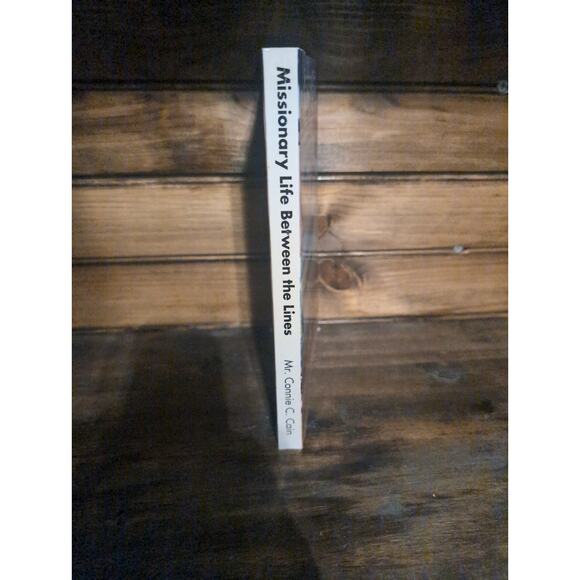 Missionary Life Between the Lines
Mr. Connie C. Cain